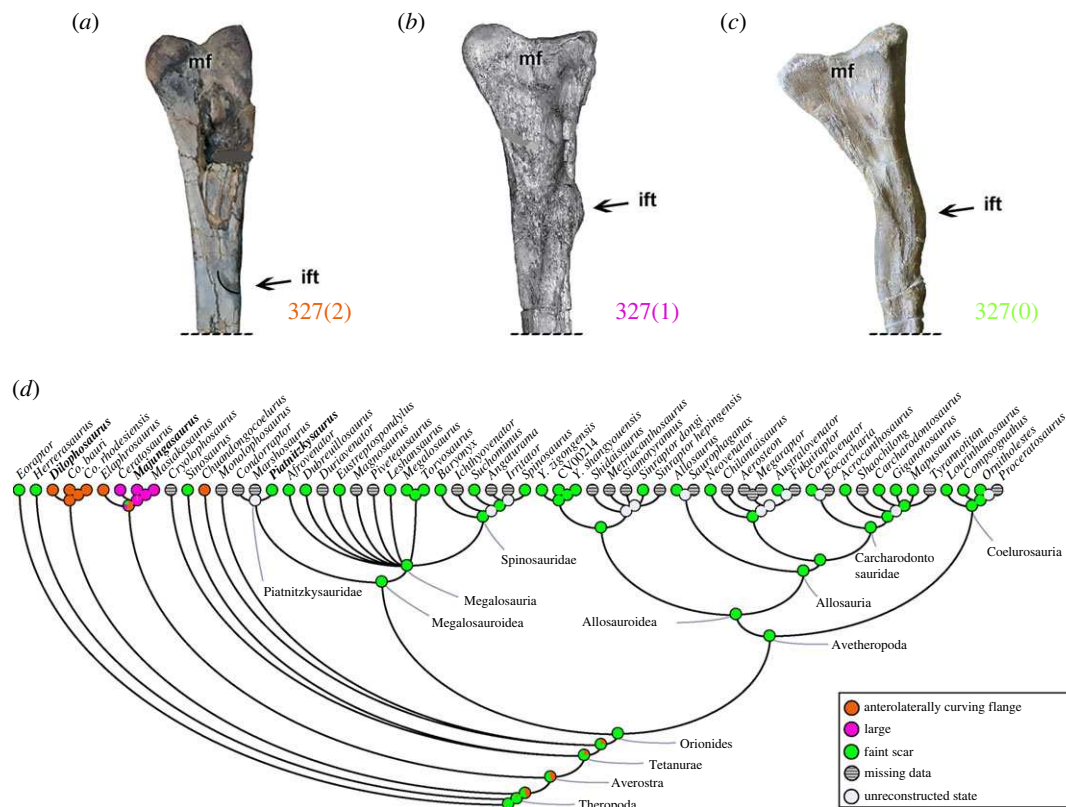 (a)
(b)
(c)
mf
mf
mf
ift
ift
ift
327(2)
327(1)
327(0)
(d)
Eoraptor
Herrerasaurus
Dilophosaurus
Co. bauri
Co. rhodesiensis
Elaphrosaurus
Ceratosaurus
Mapungasaurus
Masiakasaurus
Cryolophosaurus
Sinosaurus
Chuandongocoelurus
Monolophosaurus
Condorraptor
Marshosaurus
Piatnitzkysaurus
Afrovenator
Dubreuillosaurus
Duriavenator
Eustreptospondylus
Magnosaurus
Piveteausaurus
Leshansaurus
Megalosaurus
Torvosaurus
Baryonyx
Ichthyovenator
Suchomimus
Angaturama
Irritator
Spinosaurus
Y. zigongensis
CV00214
Y. shangyouensis
Shidaisaurus
Metriacanthosaurus
Siamotyrannus
Sinraptor dongi
Sinraptor hepingensis
Allosaurus
Saurophaganax
Neovenator
Chilantaisaurus
Aerosteon
Megaraptor
Australovenator
Fukuiraptor
Concavenator
Eocarcharia
Acrocanthosaurus
Shaochilong
Carcharodontosaurus
Giganotosaurus
Mapusaurus
Tyrannotitan
Lourinhanosaurus
Compsognathus
Ornitholestes
Proceratosaurus
Spinosauridae
Piatnitzkysauridae
Megalosauria
Megalosauroidea
Carcharodonto
sauridae
Coelurosauria
Allosauria
Allosauroidea
Avetheropoda
Orionides
Tetanurae
Averostra
Theropoda
anterolaterally curving flange
large
faint scar
missing data
unreconstructed state